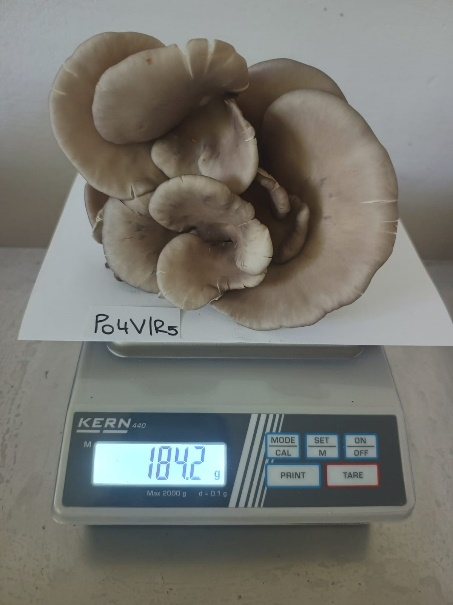 Po4V1R5
KERN 440
M
184.2 g
Max 2000 g d = 0.1 g
MODE
CAL
SET
M
ON
OFF
PRINT
TARE